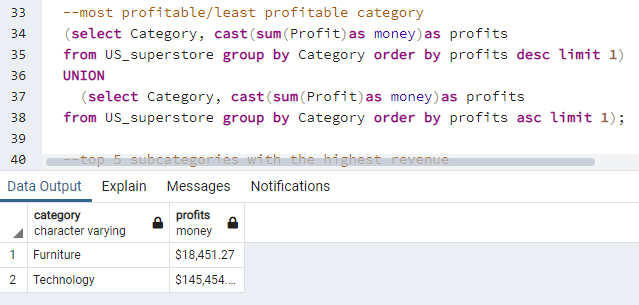 33 --most profitable/least profitable category
34 (select Category, cast(sum(Profit)as money)as profits
35 from US_superstore group by Category order by profits desc limit 1)
36 UNION
37 (select Category, cast(sum(Profit)as money)as profits
38 from US_superstore group by Category order by profits asc limit 1);
39
40 --top 5 subcategories with the highest revenue
Data Output Explain Messages Notifications
category profits
character varying money
1 Furniture $18,451.27
2 Technology $145,454....